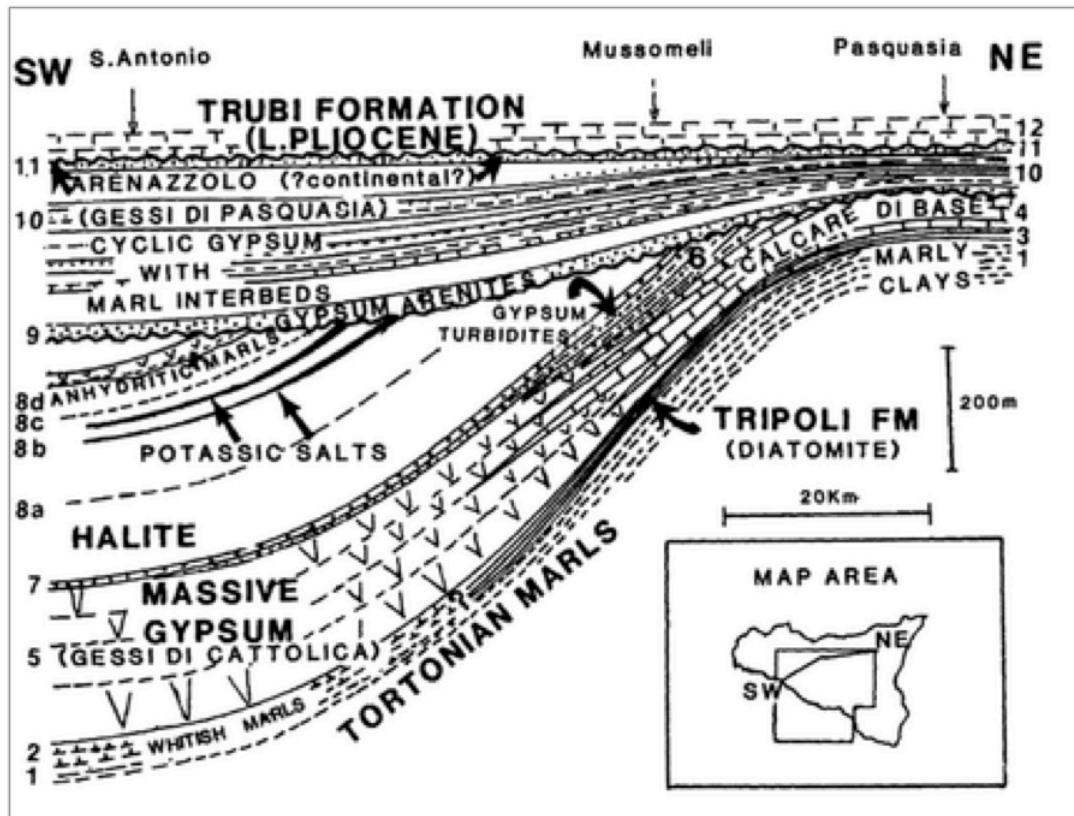 SW
S.Antonio
Mussomeli
Pasquasia
NE
TRUBI FORMATION
(L.PLIOCENE)
12
11
11
ARENAZZOLO (?continental?)
10
10
(GESSI DI PASQUASIA)
CYCLIC GYPSUM
WITH
MARL INTERBEDS
GYPSUM ARENITES
9
6
CALCARE DI BASE
4
3
MARLY
1
CLAYS
GYPSUM
TURBIDITES
ANHYDRITIC MARLS
8d
8c
8b
POTASSIC SALTS
8a
200m
TRIPOLI FM
(DIATOMITE)
20Km
HALITE
7
MASSIVE
GYPSUM
5 (GESSI DI CATTOLICA)
?
TORTONIAN MARLS
2
WHITISH MARLS
1
MAP AREA
NE
SW